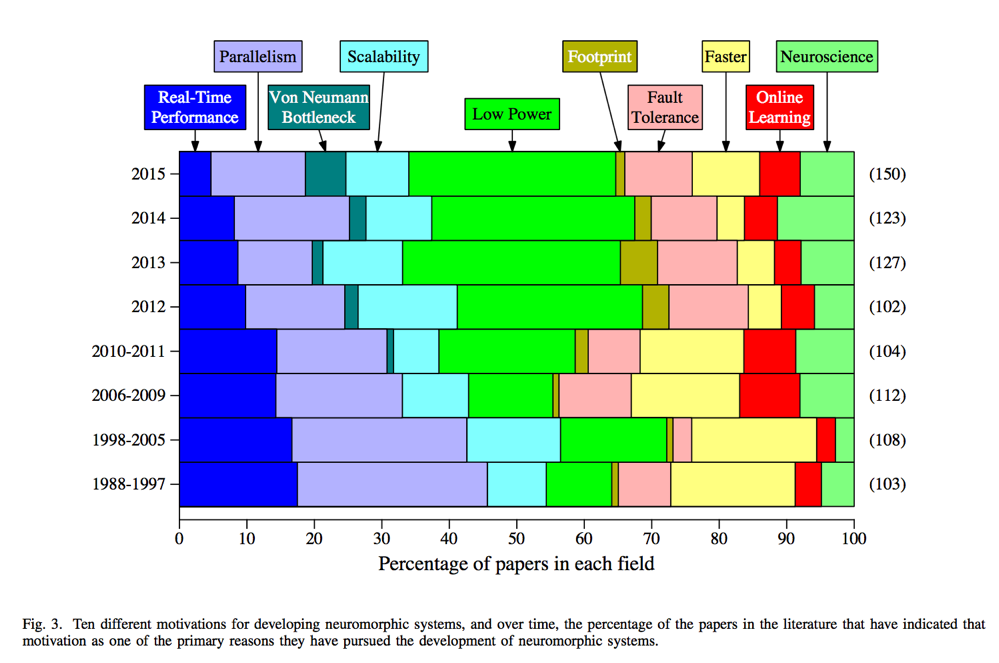 Parallelism
Scalability
Footprint
Faster
Neuroscience
Real-Time
Performance
Von Neumann
Bottleneck
Low Power
Fault
Tolerance
Online
Learning
2015 (150)
2014 (123)
2013 (127)
2012 (102)
2010-2011 (104)
2006-2009 (112)
1998-2005 (108)
1988-1997 (103)
0 10 20 30 40 50 60 70 80 90 100
Percentage of papers in each field
Fig. 3. Ten different motivations for developing neuromorphic systems, and over time, the percentage of the papers in the literature that have indicated that
motivation as one of the primary reasons they have pursued the development of neuromorphic systems.